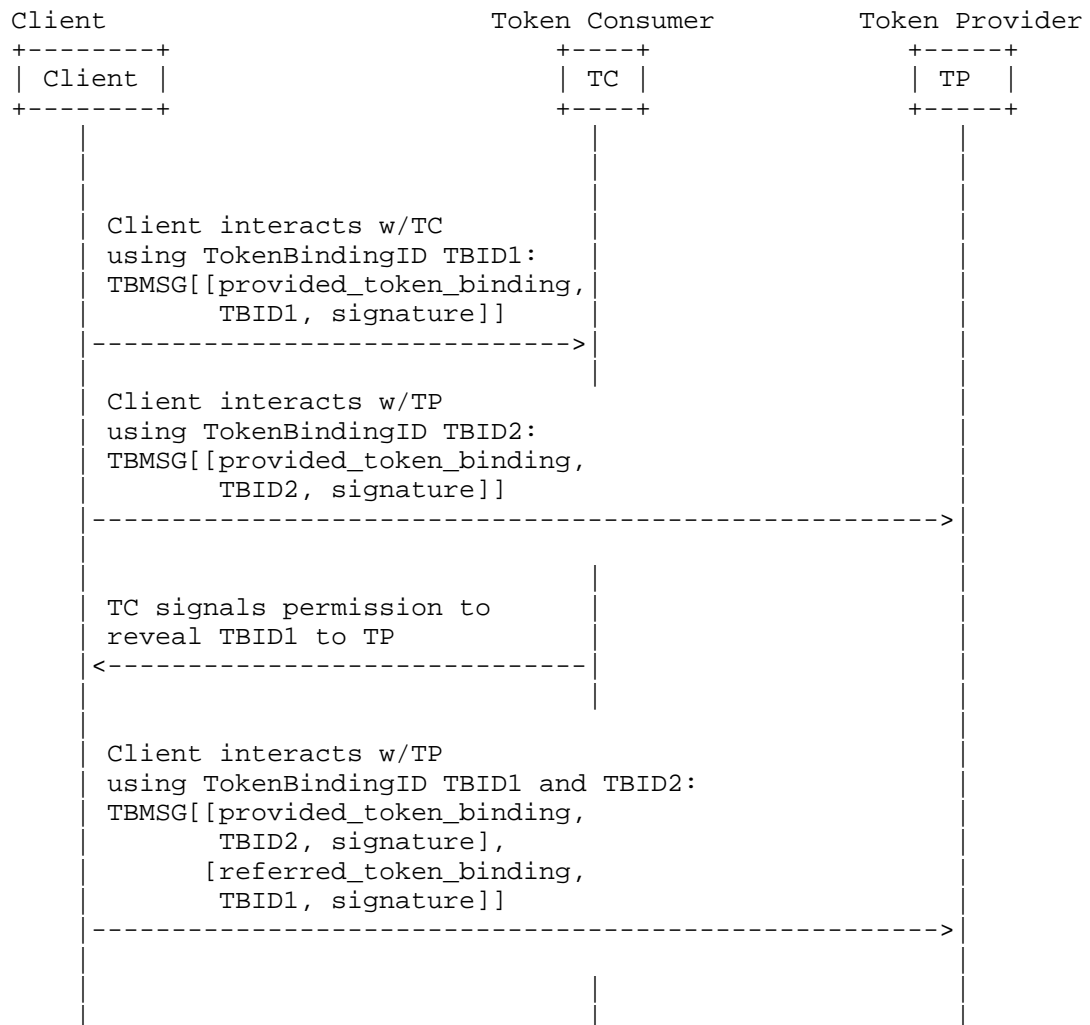 Client                        Token Consumer         Token Provider
+--------+                        +----+                +-----+
| Client |                        | TC |                | TP  |
+--------+                        +----+                +-----+
    |                               |                      |
    |                               |                      |
    |                               |                      |
    | Client interacts w/TC         |                      |
    | using TokenBindingID TBID1:   |                      |
    | TBMSG[[provided_token_binding,|                      |
    |        TBID1, signature]]     |                      |
    |------------------------------>|                      |
    |                               |                      |
    | Client interacts w/TP                                |
    | using TokenBindingID TBID2:                          |
    | TBMSG[[provided_token_binding,                       |
    |        TBID2, signature]]                            |
    |----------------------------------------------------->|
    |                                                      |
    |                               |                      |
    | TC signals permission to      |                      |
    | reveal TBID1 to TP            |                      |
    |<------------------------------|                      |
    |                               |                      |
    |                                                      |
    | Client interacts w/TP                                |
    | using TokenBindingID TBID1 and TBID2:                |
    | TBMSG[[provided_token_binding,                       |
    |        TBID2, signature],                            |
    |       [referred_token_binding,                       |
    |        TBID1, signature]]                            |
    |----------------------------------------------------->|
    |                                                      |
    |                               |                      |
    |                               |                      |